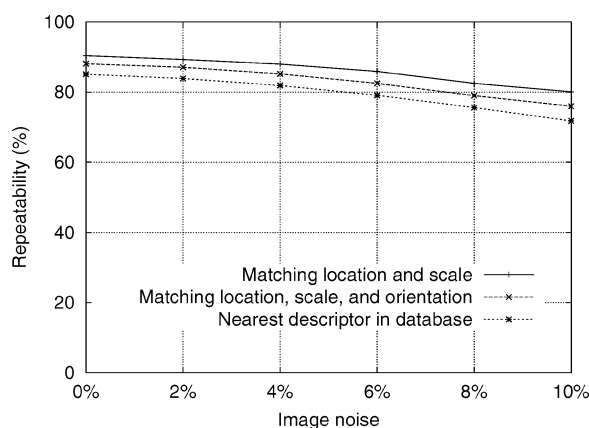 100
80
60
40
20
0
Repeatability (%)
Matching location and scale
Matching location, scale, and orientation
Nearest descriptor in database
0% 2% 4% 6% 8% 10%
Image noise